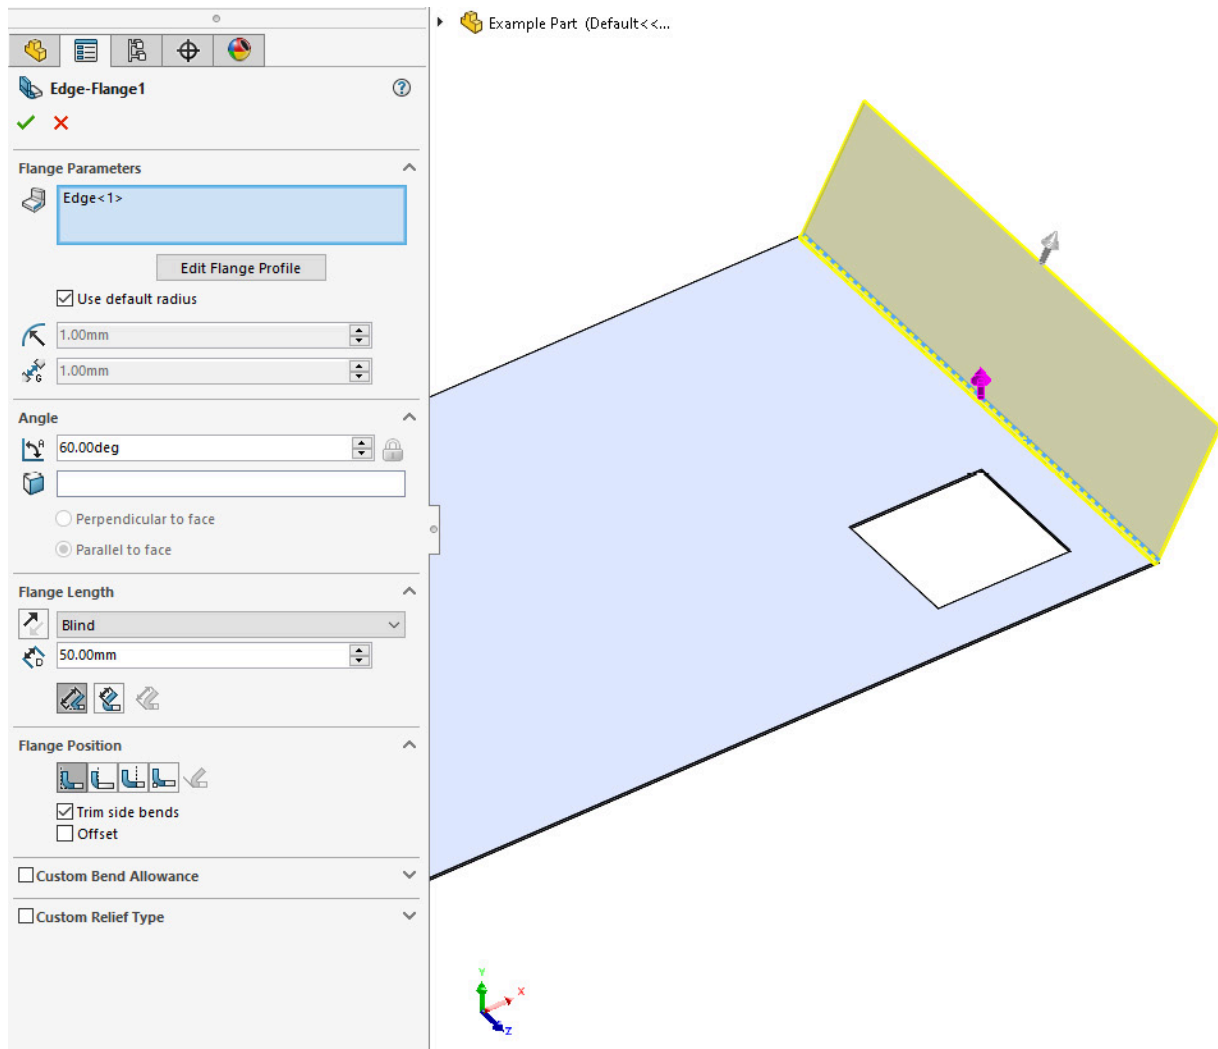 Example Part (Default<<...
Edge-Flange1
Flange Parameters
Edge<1>
Edit Flange Profile
Use default radius
1.00mm
G
1.00mm
Angle
A
60.00deg
Perpendicular to face
Parallel to face
Flange Length
Blind
D
50.00mm
Flange Position
Trim side bends
Offset
Custom Bend Allowance
Custom Relief Type
Y
X
Z